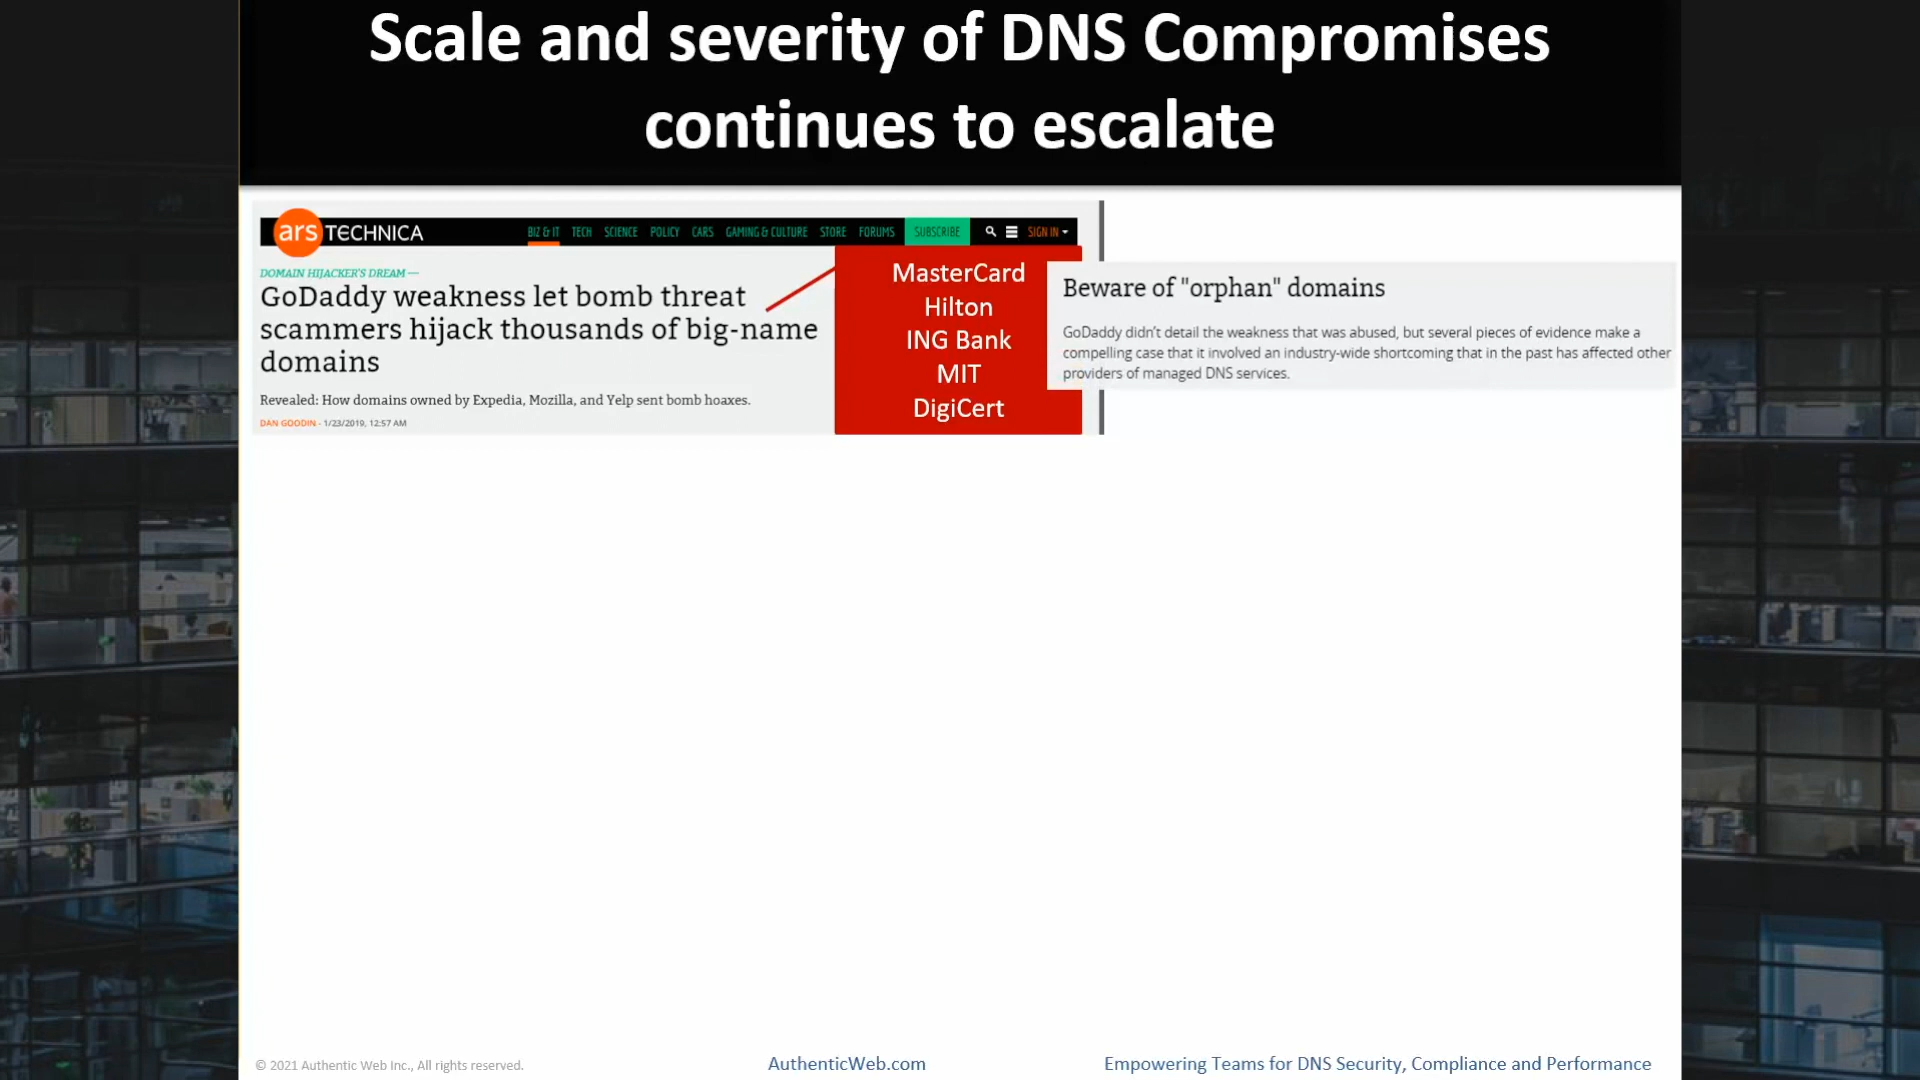 Scale and severity of DNS Compromises
continues to escalate
ars TECHNICA
BIZ & IT TECH SCIENCE POLICY CARS GAMING & CULTURE STORE FORUMS SUBSCRIBE SIGN IN
DOMAIN HIJACKER'S DREAM —
GoDaddy weakness let bomb threat
scammers hijack thousands of big-name
domains
Revealed: How domains owned by Expedia, Mozilla, and Yelp sent bomb hoaxes.
DAN GOODIN - 1/23/2019, 12:57 AM
MasterCard
Hilton
ING Bank
MIT
DigiCert
Beware of "orphan" domains
GoDaddy didn't detail the weakness that was abused, but several pieces of evidence make a
compelling case that it involved an industry-wide shortcoming that in the past has affected other
providers of managed DNS services.
© 2021 Authentic Web Inc., All rights reserved.
AuthenticWeb.com
Empowering Teams for DNS Security, Compliance and Performance